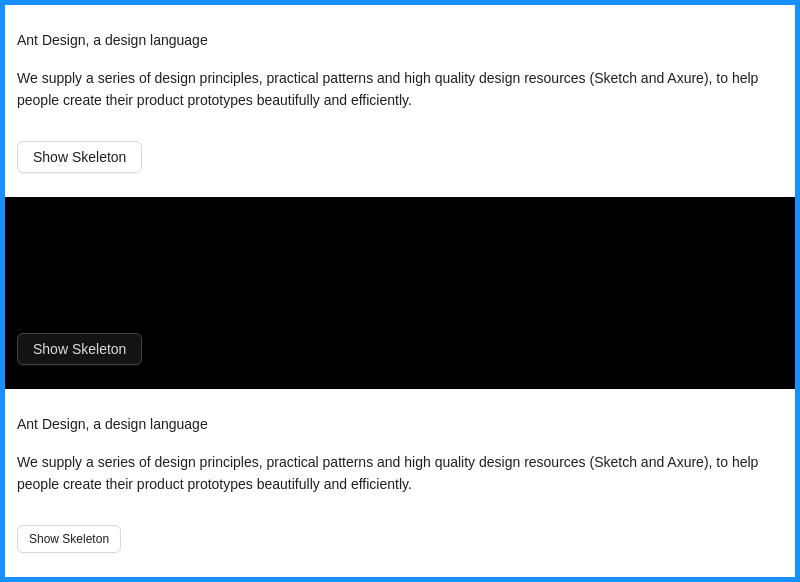 Ant Design, a design language
We supply a series of design principles, practical patterns and high quality design resources (Sketch and Axure), to help
people create their product prototypes beautifully and efficiently.
Show Skeleton
Show Skeleton
Ant Design, a design language
We supply a series of design principles, practical patterns and high quality design resources (Sketch and Axure), to help
people create their product prototypes beautifully and efficiently.
Show Skeleton